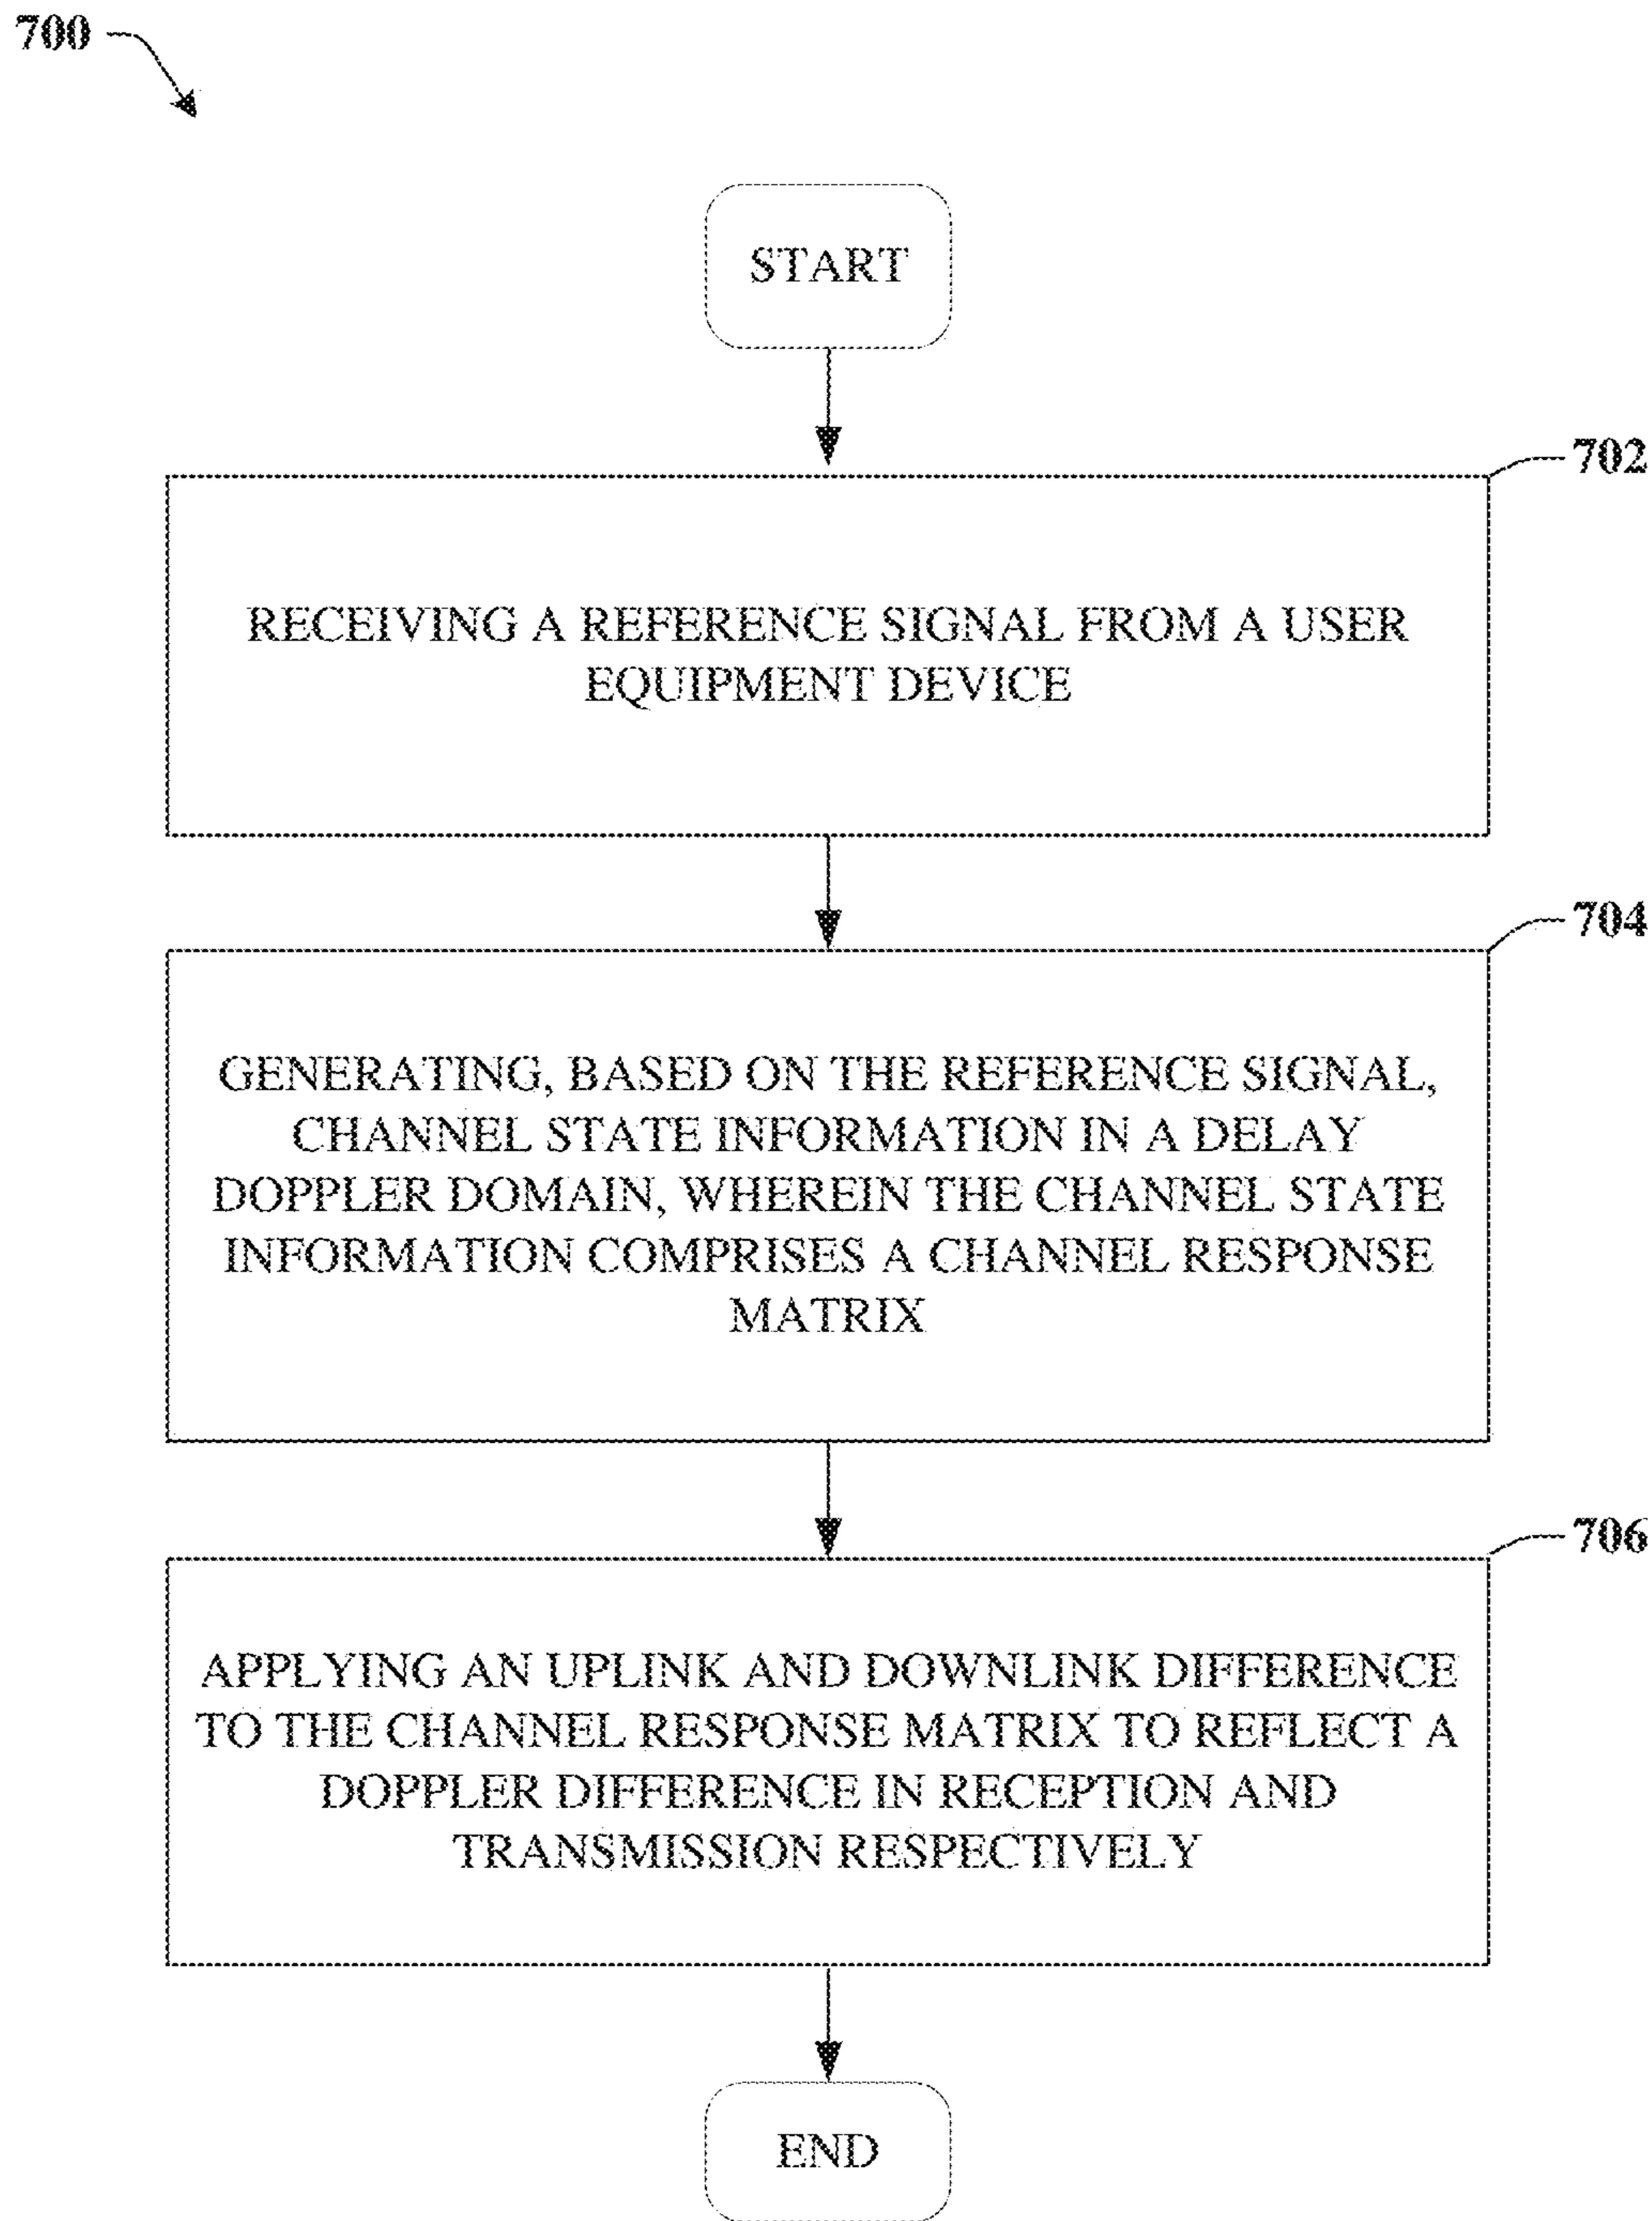 700
START
702
RECEIVING A REFERENCE SIGNAL FROM A USER
EQUIPMENT DEVICE
704
GENERATING, BASED ON THE REFERENCE SIGNAL,
CHANNEL STATE INFORMATION IN A DELAY
DOPPLER DOMAIN, WHEREIN THE CHANNEL STATE
INFORMATION COMPRISES A CHANNEL RESPONSE
MATRIX
706
APPLYING AN UPLINK AND DOWNLINK DIFFERENCE
TO THE CHANNEL RESPONSE MATRIX TO REFLECT A
DOPPLER DIFFERENCE IN RECEPTION AND
TRANSMISSION RESPECTIVELY
END